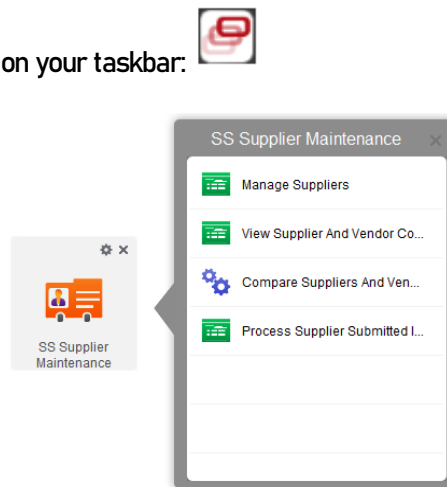 on your taskbar:
SS Supplier Maintenance
Manage Suppliers
View Supplier And Vendor Co...
Compare Suppliers And Ven...
Process Supplier Submitted I...
SS Supplier
Maintenance